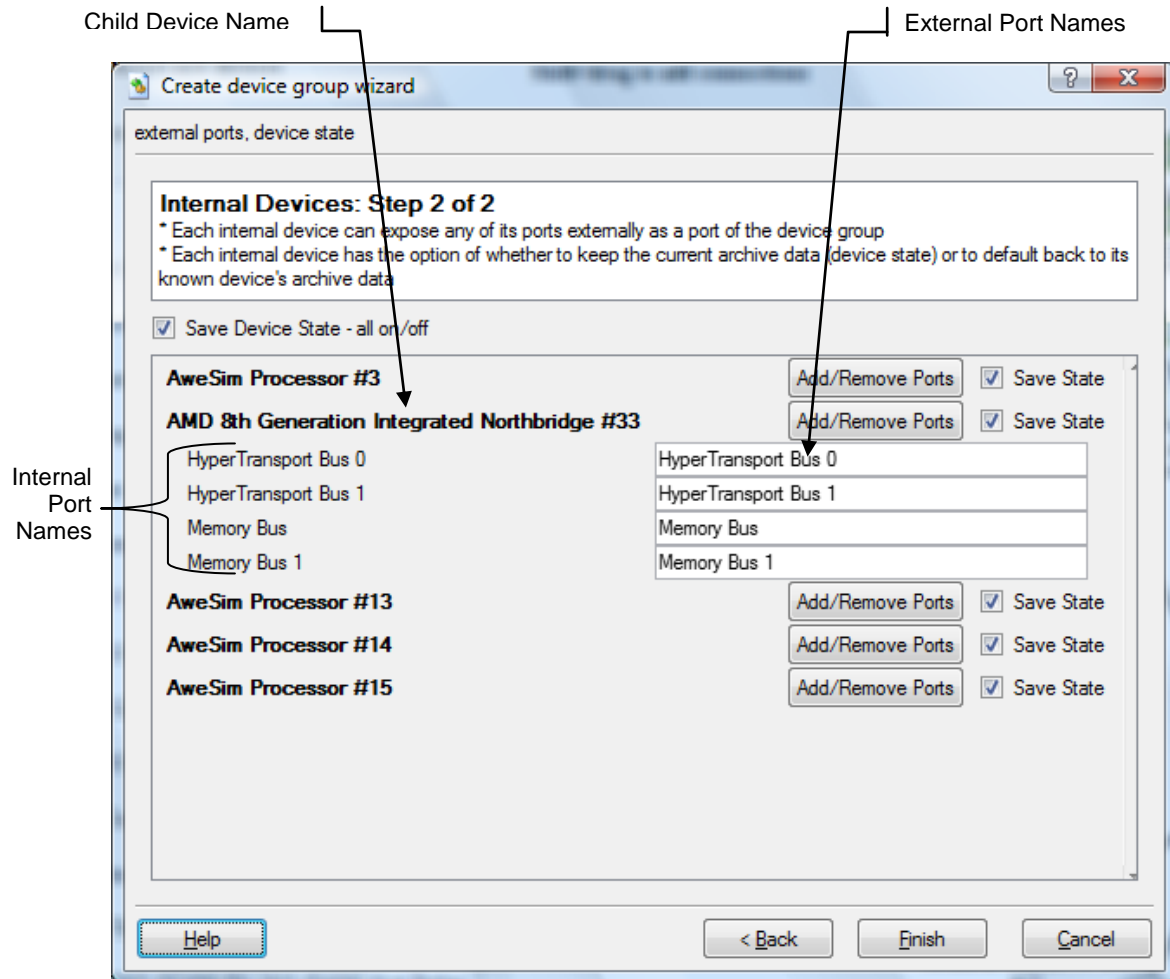 Child Device Name
External Port Names
Create device group wizard
external ports, device state
Internal Devices: Step 2 of 2
* Each internal device can expose any of its ports externally as a port of the device group
* Each internal device has the option of whether to keep the current archive data (device state) or to default back to its
known device's archive data
Save Device State - all on/off
AweSim Processor #3 Add/Remove Ports Save State
AMD 8th Generation Integrated Northbridge #33 Add/Remove Ports Save State
HyperTransport Bus 0 HyperTransport Bus 0
HyperTransport Bus 1 HyperTransport Bus 1
Memory Bus Memory Bus
Memory Bus 1 Memory Bus 1
Internal
Port
Names
AweSim Processor #13 Add/Remove Ports Save State
AweSim Processor #14 Add/Remove Ports Save State
AweSim Processor #15 Add/Remove Ports Save State
Help < Back Finish Cancel